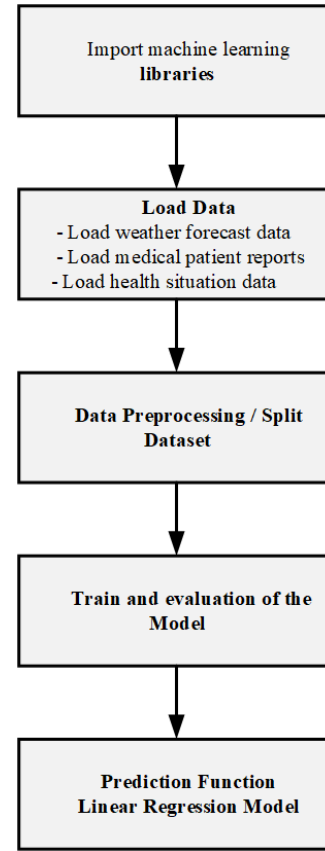 Import machine learning
libraries
Load Data
- Load weather forecast data
- Load medical patient reports
- Load health situation data
Data Preprocessing / Split
Dataset
Train and evaluation of the
Model
Prediction Function
Linear Regression Model